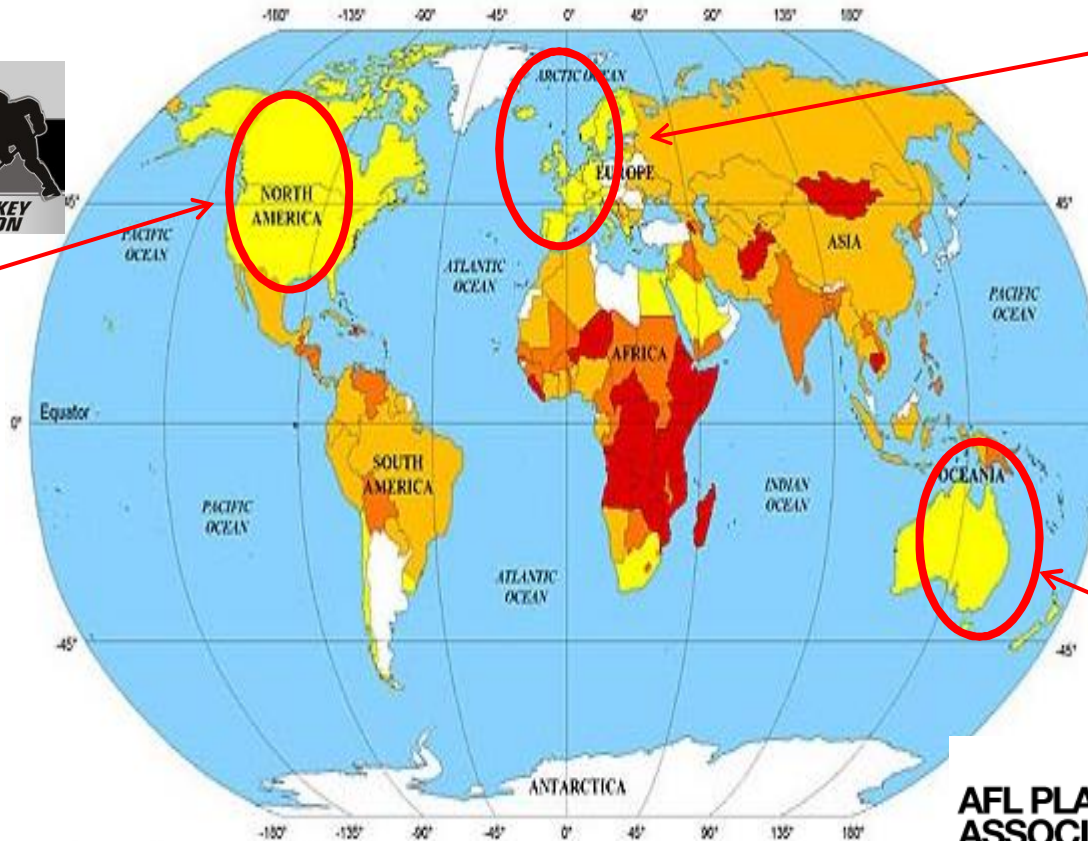 -180° -135° -90° -45° 0° 45° 90° 135° 180°
ARCTIC OCEAN
KEY
ON
45°
NORTH
AMERICA
EUROPE
45°
PACIFIC
OCEAN
ASIA
ATLANTIC
OCEAN
PACIFIC
OCEAN
AFRICA
Equator
0°
SOUTH
AMERICA
OCEANIA
INDIAN
OCEAN
PACIFIC
OCEAN
ATLANTIC
OCEAN
-45°
-45°
ANTARCTICA
AFL PLA
ASSOCI
-180° -135° -90° -45° 0° 45° 90° 135° 180°